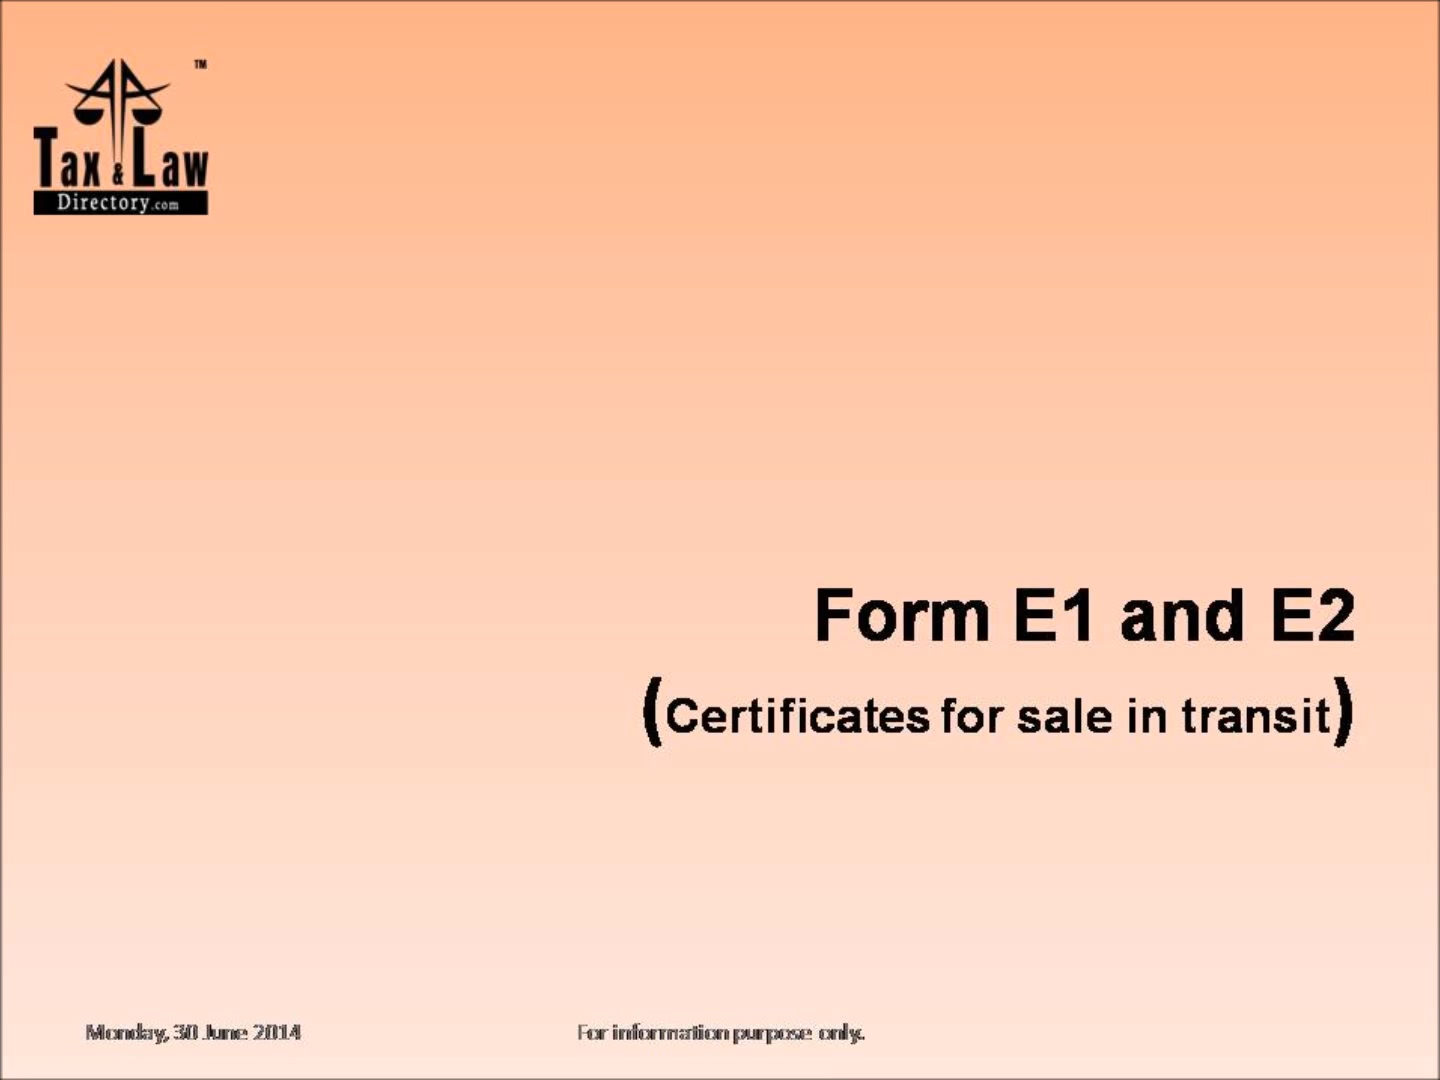 TM
Tax & Law
Directory.com
Form E1 and E2
(Certificates for sale in transit)
Monday, 30 June 2014
For information purpose only.